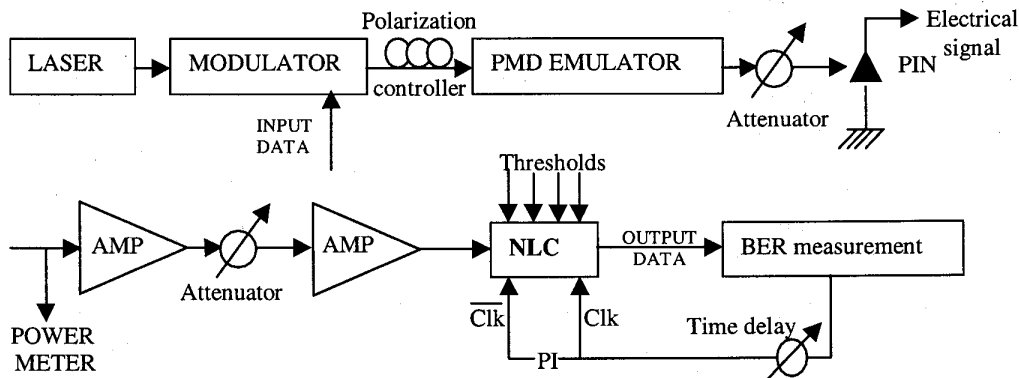 Polarization
controller
Electrical
signal
LASER
MODULATOR
PMD EMULATOR
PIN
Attenuator
INPUT
DATA
Thresholds
AMP
AMP
NLC
OUTPUT
DATA
BER measurement
Attenuator
C̅l̅k̅
Clk
Time delay
POWER
METER
PI